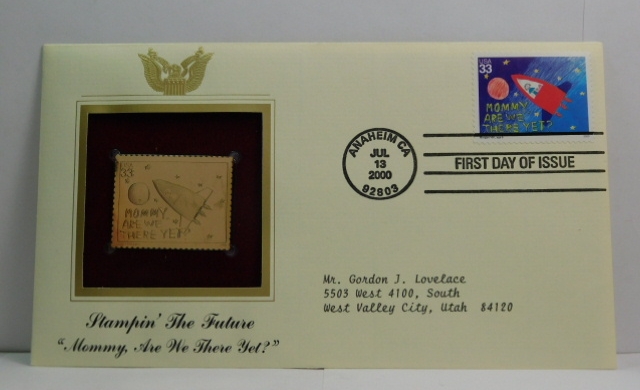 USA
33
MOMMY
ARE WE
THERE YET?
ANAHEIM CA
JUL
13
2000
92803
FIRST DAY OF ISSUE
USA
33
MOMMY
ARE WE
THERE YET?
Mr. Gordon J. Lovelace
5503 West 4100, South
West Valley City, Utah 84120
Stampin' The Future
"Mommy, Are We There Yet?"